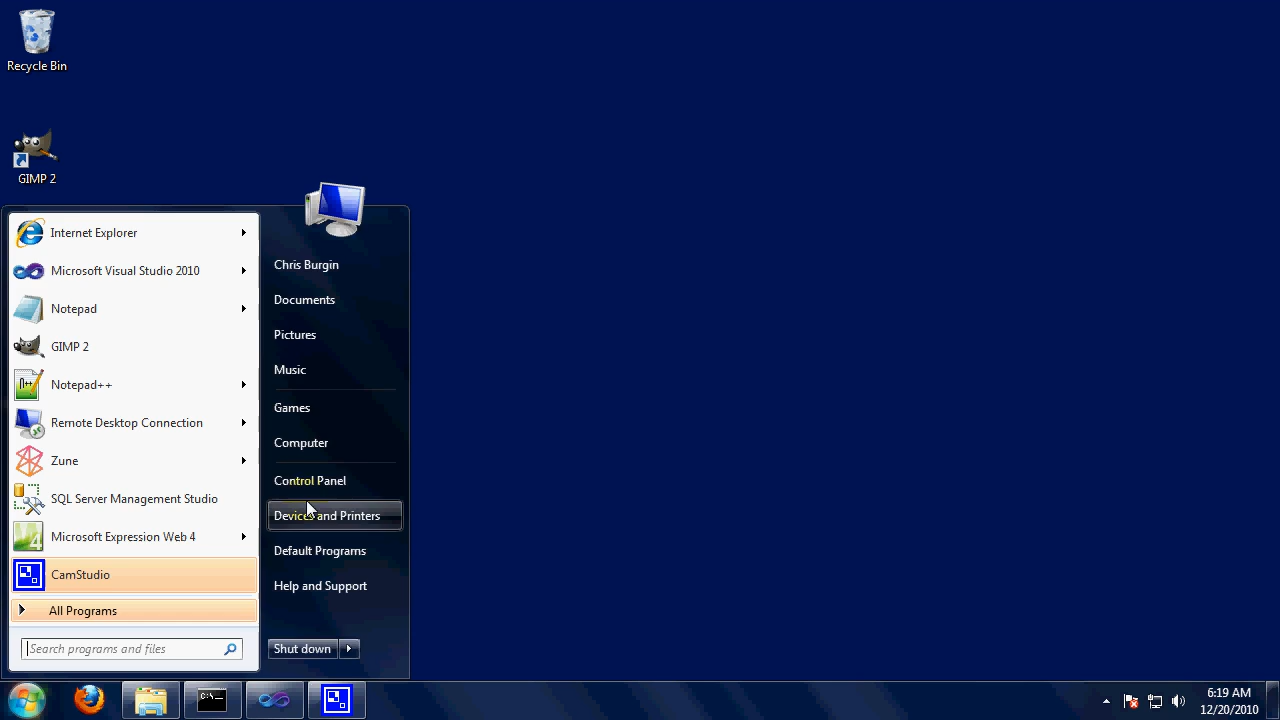 Recycle Bin
GIMP 2
Internet Explorer
Microsoft Visual Studio 2010
Notepad
GIMP 2
Notepad++
Remote Desktop Connection
Zune
SQL Server Management Studio
Microsoft Expression Web 4
CamStudio
All Programs
Search programs and files
Chris Burgin
Documents
Pictures
Music
Games
Computer
Control Panel
Devices and Printers
Default Programs
Help and Support
Shut down
C:\_
6:19 AM
12/20/2010